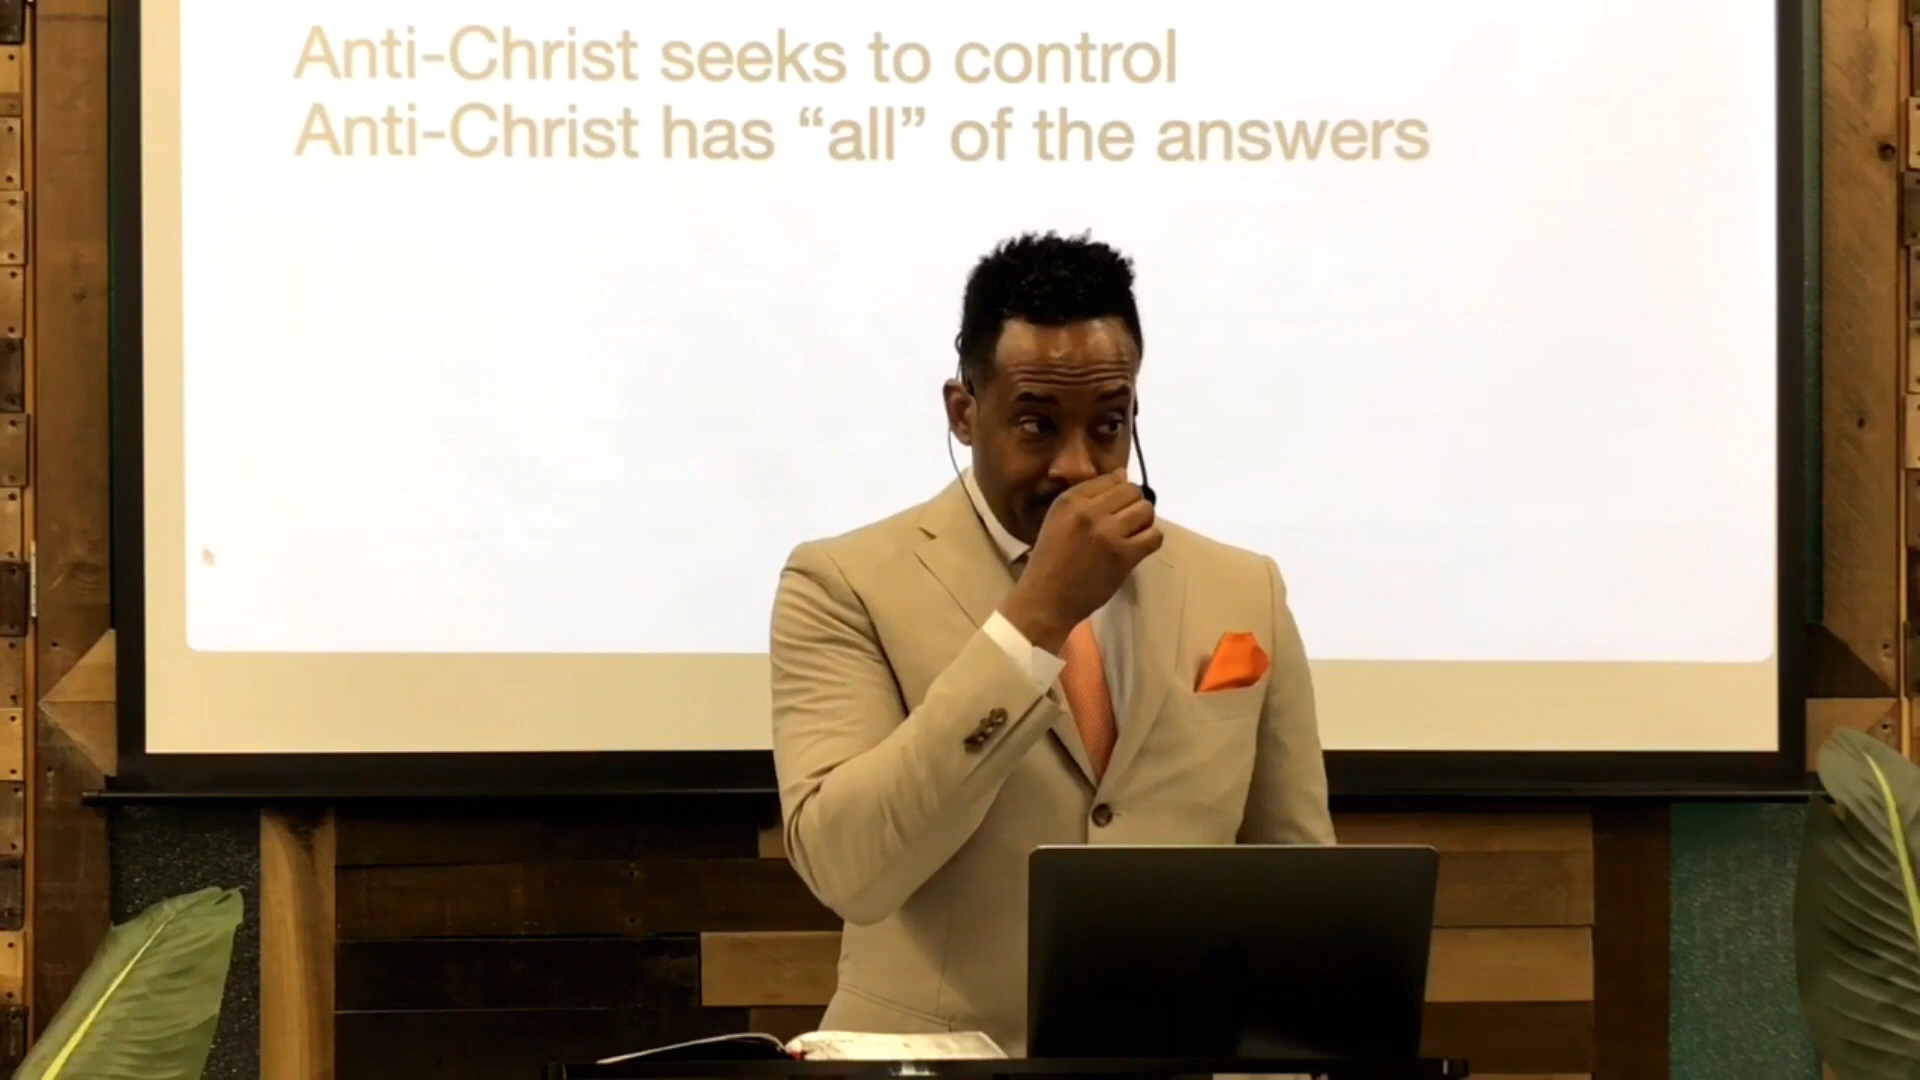 Anti-Christ seeks to control
Anti-Christ has “all” of the answers